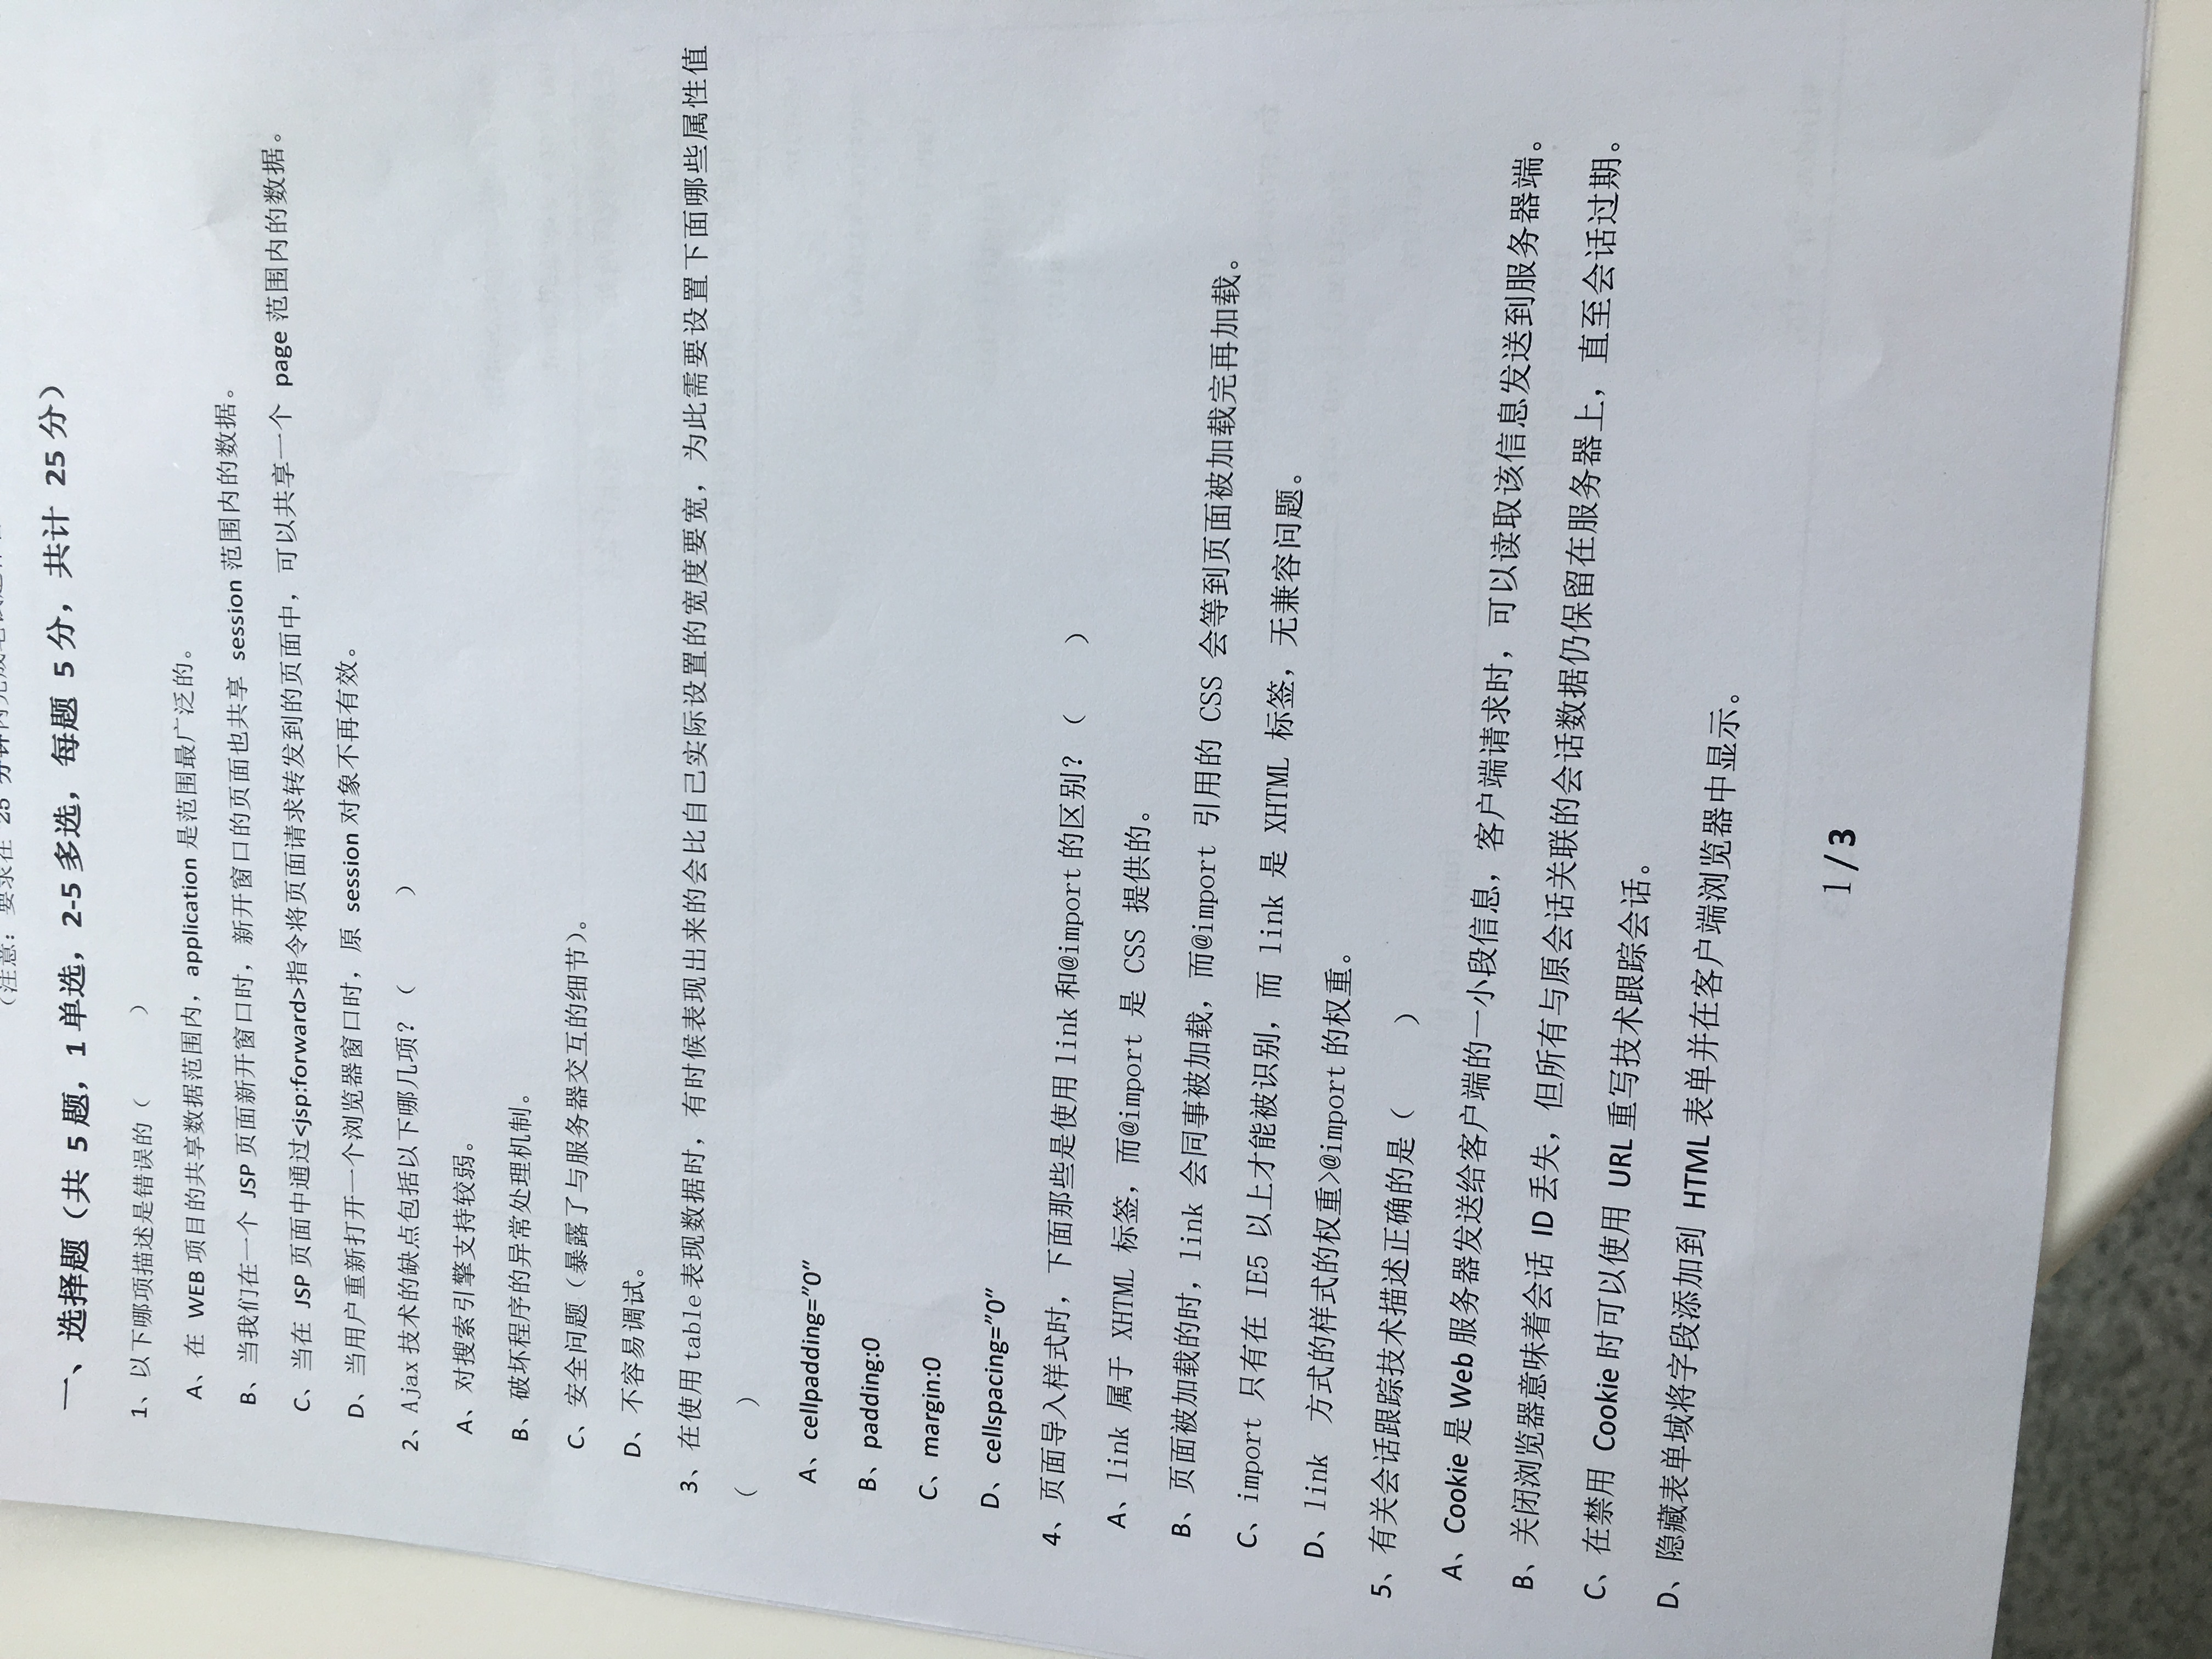 （注意：要求在 25 分钟内完成笔试题
一、选择题（共 5 题，1 单选，2-5 多选，每题 5 分，共计 25 分）
1、以下哪项描述是错误的（ ）
A、在 WEB 项目的共享数据范围内，application 是范围最广泛的。
B、当我们在一个 JSP 页面新开窗口时，新开窗口的页面也共享 session 范围内的数据。
C、当在 JSP 页面中通过<jsp:forward>指令将页面请求转发到的页面中，可以共享一个 page 范围内的数据。
D、当用户重新打开一个浏览器窗口时，原 session 对象不再有效。
2、Ajax 技术的缺点包括以下哪几项？（ ）
A、对搜索引擎支持较弱。
B、破坏程序的异常处理机制。
C、安全问题（暴露了与服务器交互的细节）。
D、不容易调试。
3、在使用 table 表现数据时，有时候表现出来的会比自己实际设置的宽度要宽，为此需要设置下面哪些属性值
（ ）
A、cellpadding=”0”
B、padding:0
C、margin:0
D、cellspacing=”0”
4、页面导入样式时，下面那些是使用 link 和@import 的区别？（ ）
A、link 属于 XHTML 标签，而@import 是 CSS 提供的。
B、页面被加载的时，link 会同事被加载，而@import 引用的 CSS 会等到页面被加载完再加载。
C、import 只有在 IE5 以上才能被识别，而 link 是 XHTML 标签，无兼容问题。
D、link 方式的样式的权重>@import 的权重。
5、有关会话跟踪技术描述正确的是（ ）
A、Cookie 是 Web 服务器发送给客户端的一小段信息，客户端请求时，可以读取该信息发送到服务器端。
B、关闭浏览器意味着会话 ID 丢失，但所有与原会话关联的会话数据仍保留在服务器上，直至会话过期。
C、在禁用 Cookie 时可以使用 URL 重写技术跟踪会话。
D、隐藏表单域将字段添加到 HTML 表单并在客户端浏览器中显示。
1 / 3